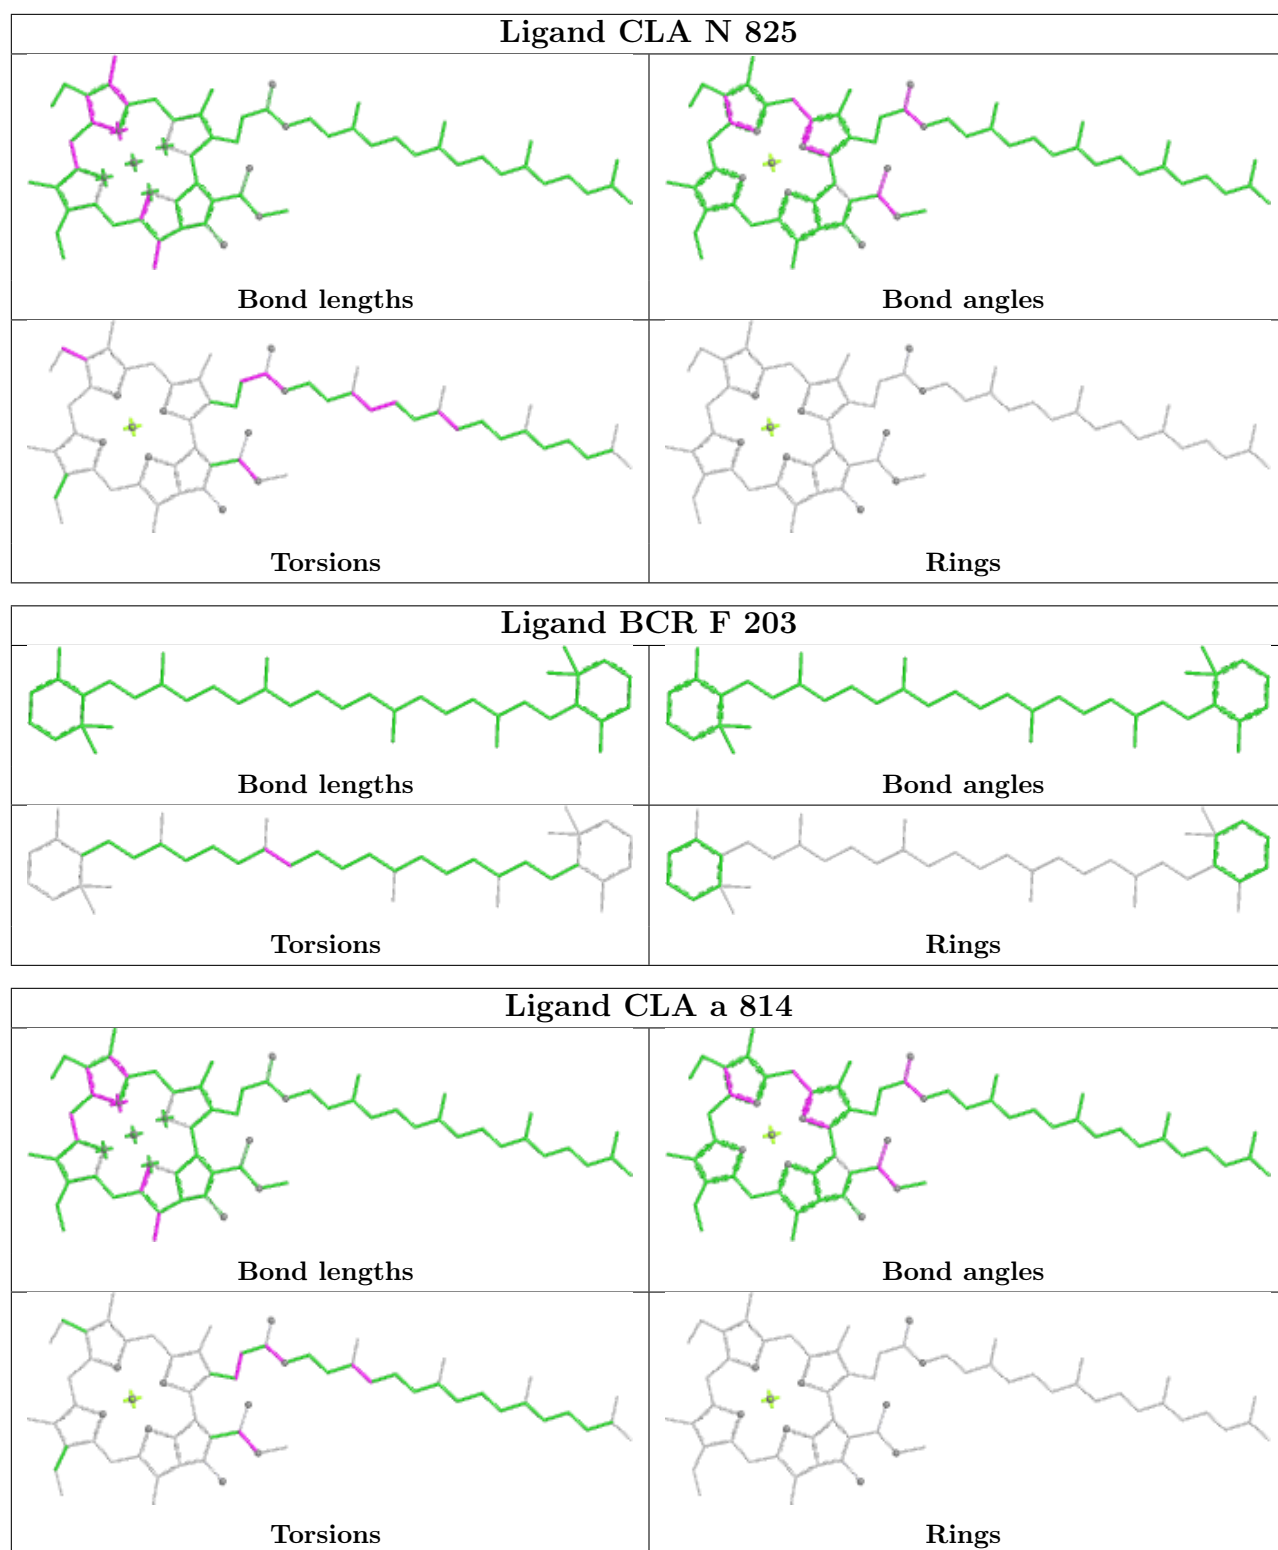 Ligand CLA N 825
Bond lengths
Bond angles
Torsions
Rings
Ligand BCR F 203
Bond lengths
Bond angles
Torsions
Rings
Ligand CLA a 814
Bond lengths
Bond angles
Torsions
Rings